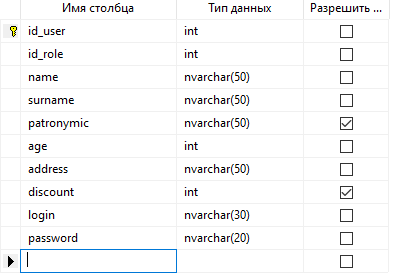 Имя столбца Тип данных Разрешить ...
id_user int
id_role int
name nvarchar(50)
surname nvarchar(50)
patronymic nvarchar(50)
age int
address nvarchar(50)
discount int
login nvarchar(30)
password nvarchar(20)